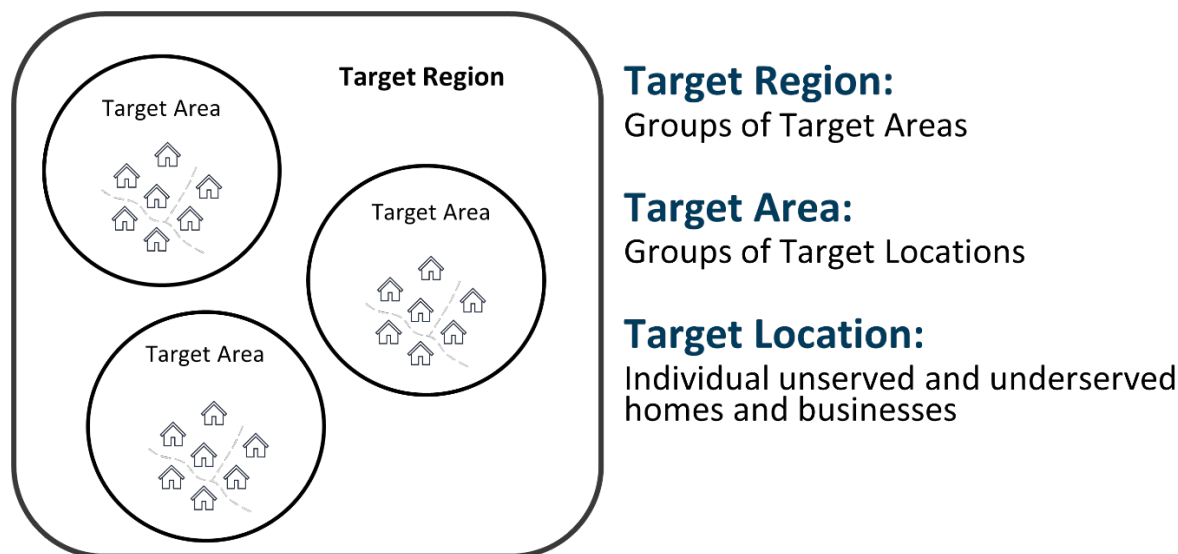 Target Region
Target Area
Target Area
Target Area
Target Region:
Groups of Target Areas
Target Area:
Groups of Target Locations
Target Location:
Individual unserved and underserved
homes and businesses